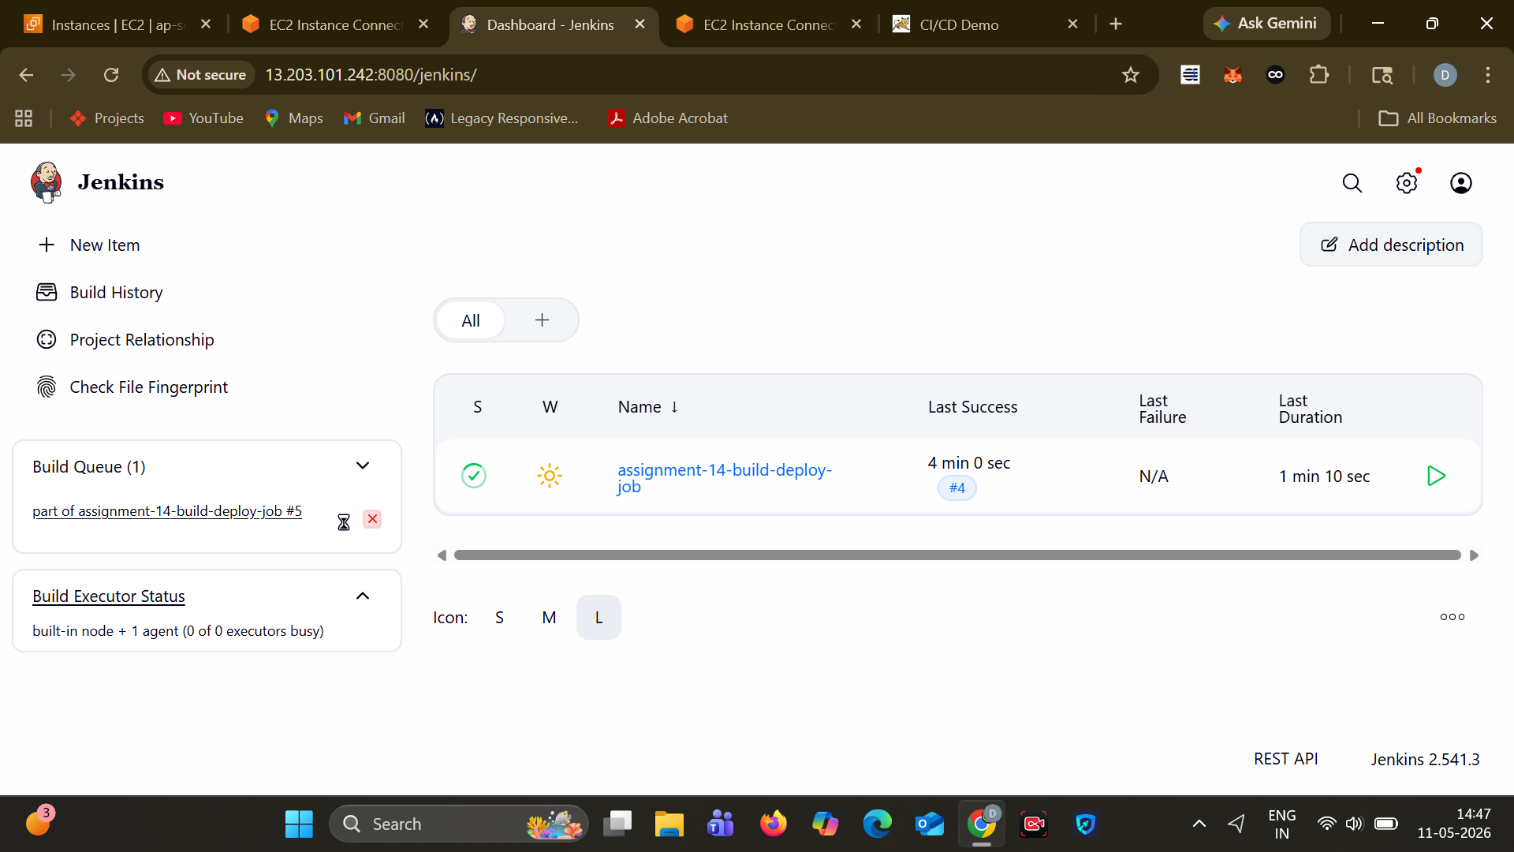 Instances | EC2 | ap-s
EC2 Instance Connec
Dashboard - Jenkins
EC2 Instance Connec
CI/CD Demo
Ask Gemini
Not secure
13.203.101.242:8080/jenkins/
D
Projects
YouTube
Maps
Gmail
Legacy Responsive...
Adobe Acrobat
All Bookmarks
Jenkins
New Item
Add description
Build History
All
Project Relationship
Check File Fingerprint
S
W
Name ↓
Last Success
Last
Failure
Last
Duration
Build Queue (1)
part of assignment-14-build-deploy-job #5
assignment-14-build-deploy-
job
4 min 0 sec
#4
N/A
1 min 10 sec
Build Executor Status
built-in node + 1 agent (0 of 0 executors busy)
Icon:
S
M
L
REST API
Jenkins 2.541.3
3
Search
D
ENG
IN
14:47
11-05-2026